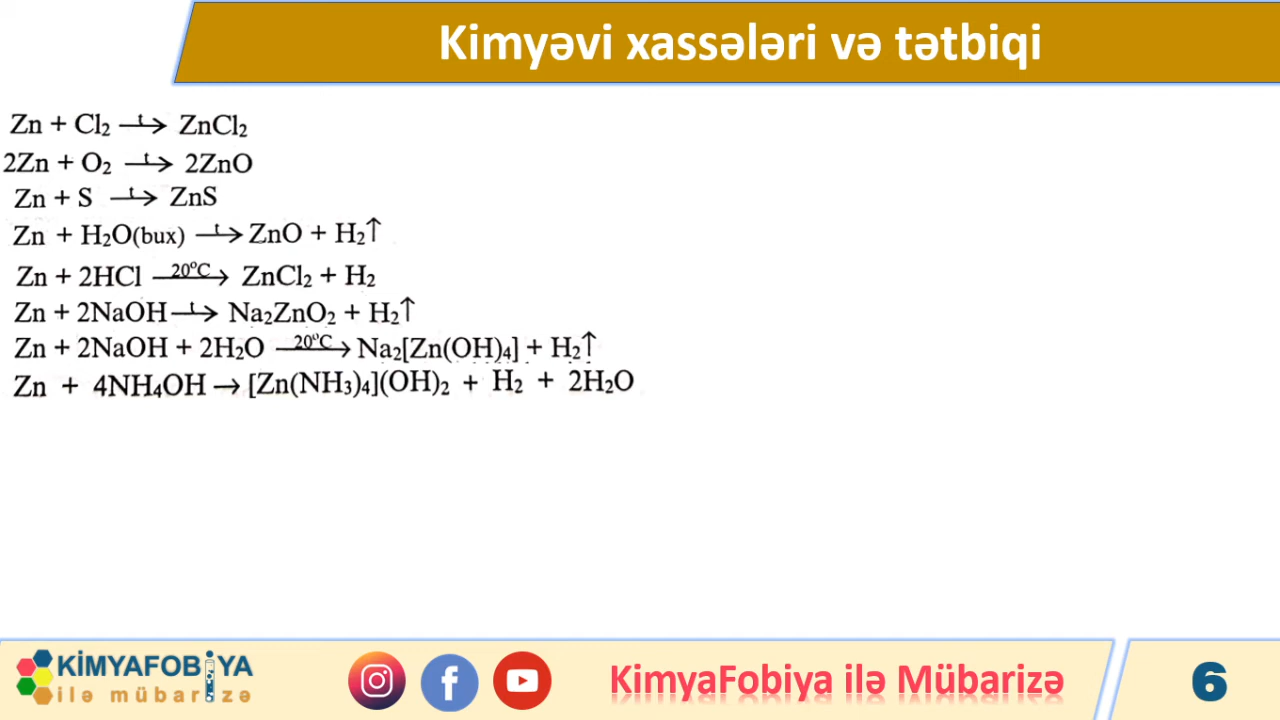 Kimyəvi xassələri və tətbiqi
Zn + Cl₂ —t→ ZnCl₂
2Zn + O₂ —t→ 2ZnO
Zn + S —t→ ZnS
Zn + H₂O(bux) —t→ ZnO + H₂↑
Zn + 2HCl —20°C→ ZnCl₂ + H₂
Zn + 2NaOH —t→ Na₂ZnO₂ + H₂↑
Zn + 2NaOH + 2H₂O —20°C→ Na₂[Zn(OH)₄] + H₂↑
Zn + 4NH₄OH → [Zn(NH₃)₄](OH)₂ + H₂ + 2H₂O
KİMYAFOBİYA
ilə mübarizə
KimyaFobiya ilə Mübarizə
6